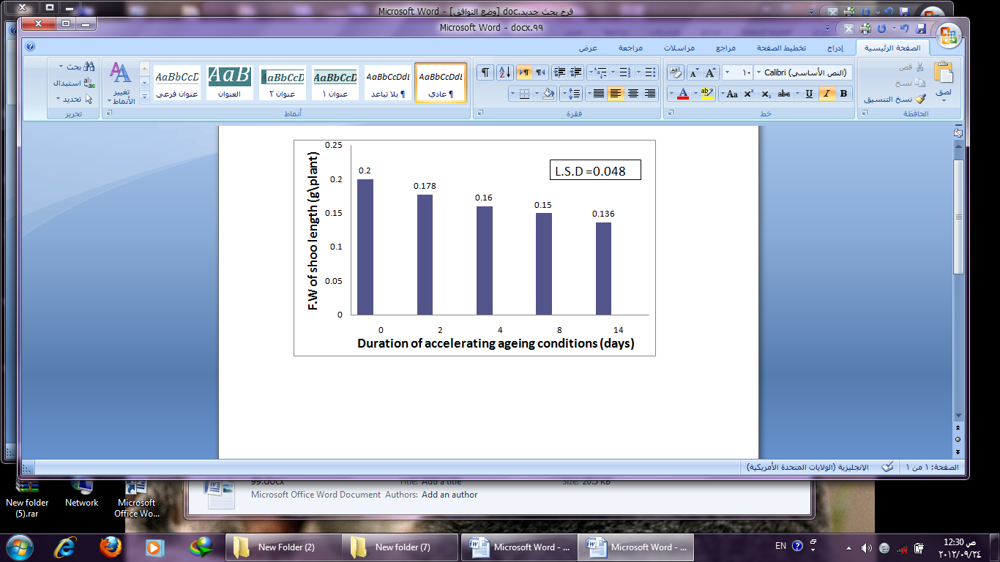 فرح بحث جديد.doc [وضع التوافق] - Microsoft Word
٩٩.docx - Microsoft Word
الصفحة الرئيسية
إدراج
تخطيط الصفحة
مراجع
مراسلات
مراجعة
عرض
لصق
قص
نسخ
نسخ التنسيق
الحافظة
Calibri (النص الأساسي)
١٠
B I U abc x₂ x² Aa
خط
فقرة
AaBbCcDdI
¶ عادي
AaBbCcDdI
¶ بلا تباعد
AaBbCcD
عنوان ١
AaBbCcD
عنوان ٢
AaB
العنوان
AaBbCcD
عنوان فرعي
تغيير الأنماط
أنماط
بحث
استبدال
تحديد
تحرير
L.S.D =0.048
F.W of shoo length (g\plant)
0.25
0.2
0.15
0.1
0.05
0
0.2
0.178
0.16
0.15
0.136
0 2 4 8 14
Duration of accelerating ageing conditions (days)
الصفحة: ١ من ١
الإنجليزية (الولايات المتحدة الأمريكية)
99.docx Title: Add a title Size: 20.5 KB
Microsoft Office Word Document Authors: Add an author
New folder (5).rar
Network
Microsoft Office Wo...
New Folder (2)
New folder (7)
Microsoft Word - ...
Microsoft Word - ...
EN
12:30 ص
٢٠١٢/٠٩/٢٤